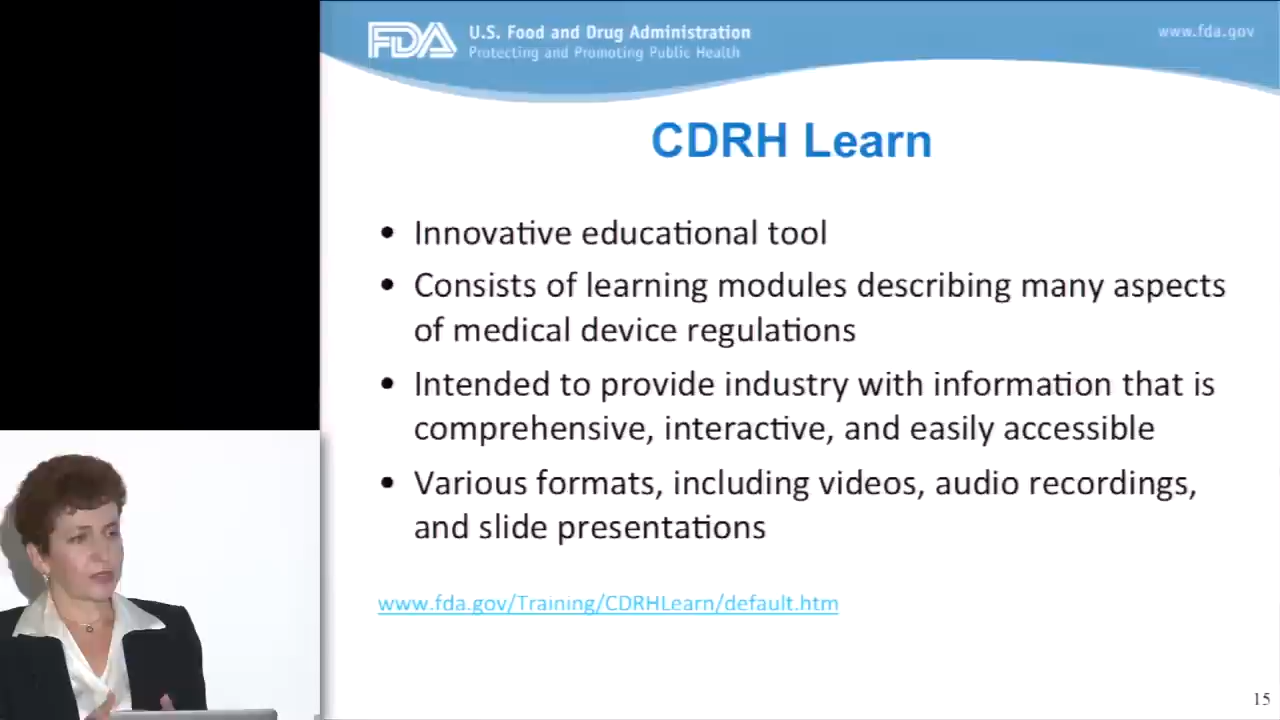 FDA
U.S. Food and Drug Administration
Protecting and Promoting Public Health
www.fda.gov
CDRH Learn
• Innovative educational tool
• Consists of learning modules describing many aspects
of medical device regulations
• Intended to provide industry with information that is
comprehensive, interactive, and easily accessible
• Various formats, including videos, audio recordings,
and slide presentations
www.fda.gov/Training/CDRHLearn/default.htm
15